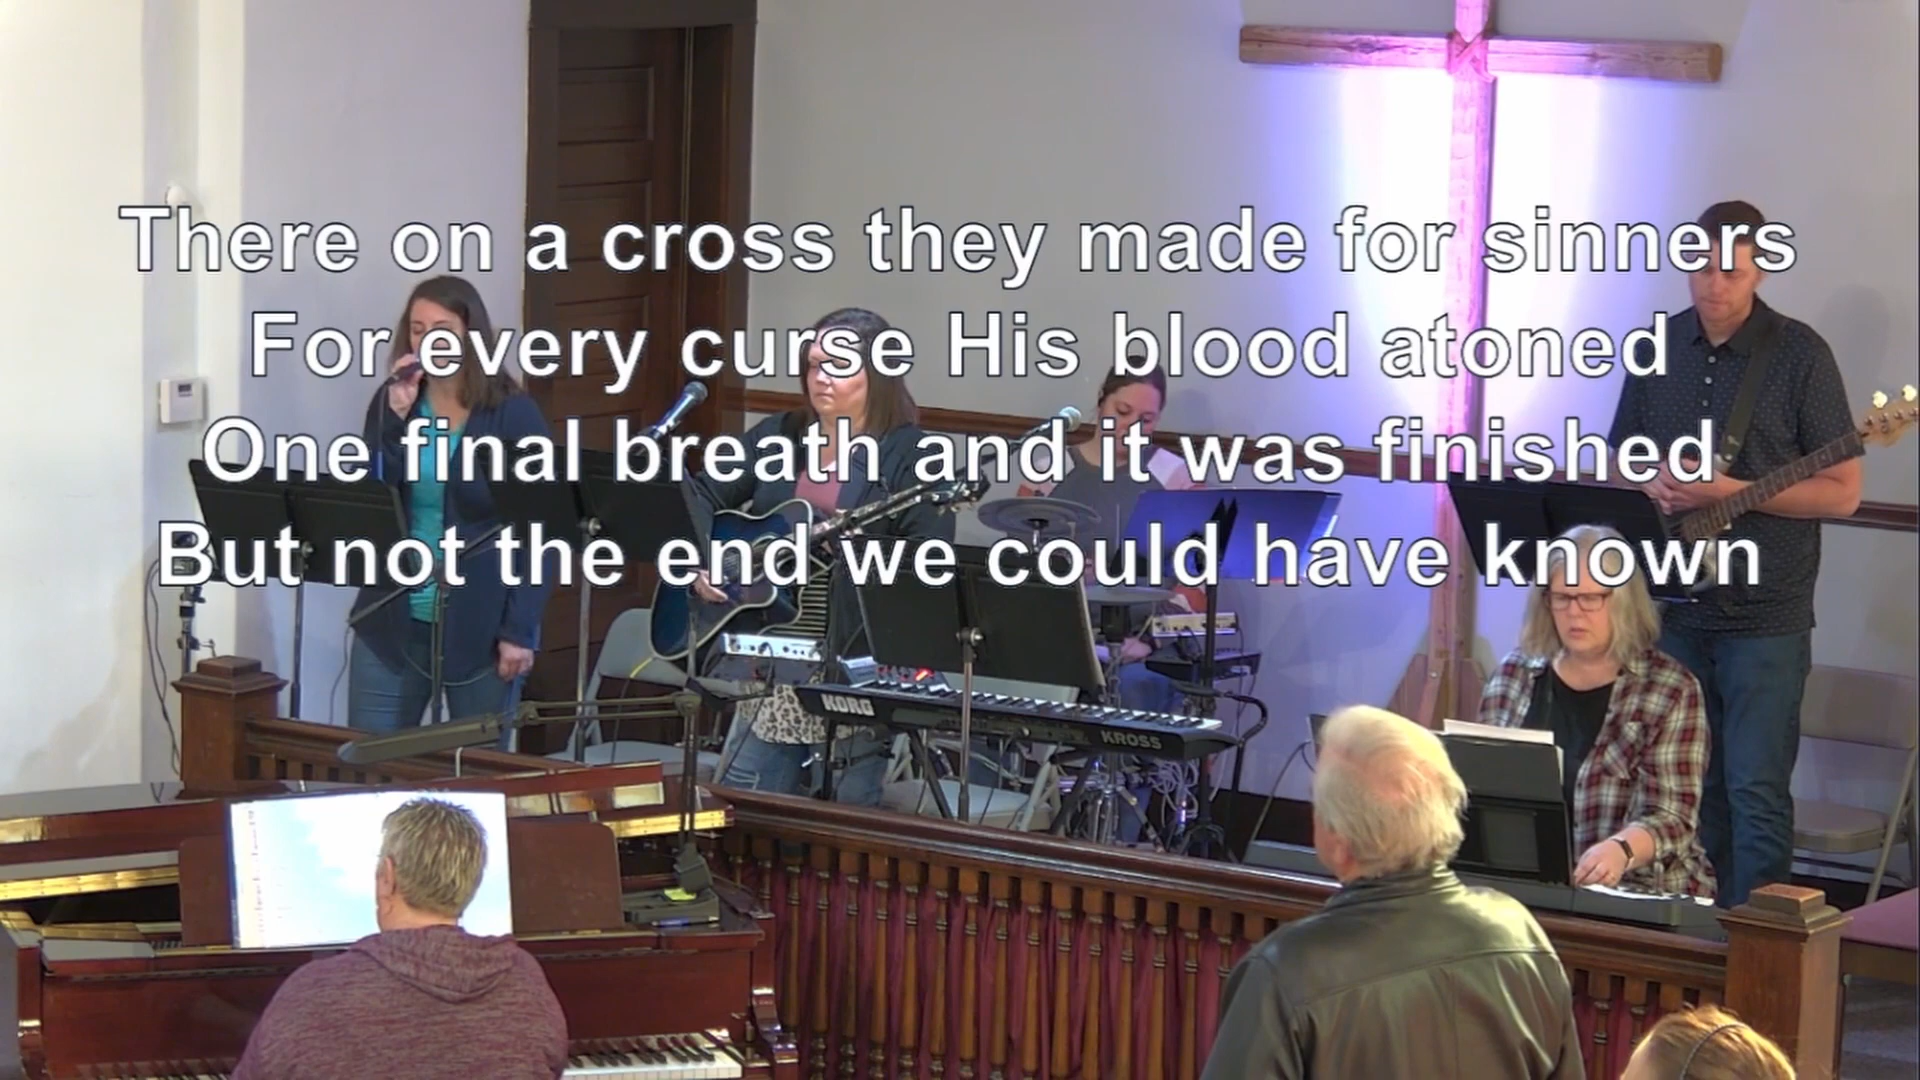 There on a cross they made for sinners
For every curse His blood atoned
One final breath and it was finished
But not the end we could have known
KORG
KROSS